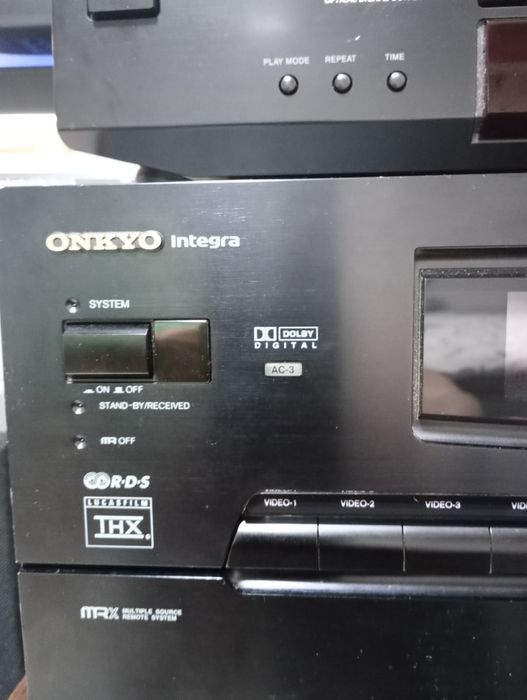 PLAY MODE REPEAT TIME
ONKYO Integra
SYSTEM
DOLBY
DIGITAL
AC-3
ON OFF
STAND-BY/RECEIVED
OFF
R·D·S
LUCASFILM
THX
VIDEO-1 VIDEO-2 VIDEO-3
MULTIPLE SOURCE
REMOTE SYSTEM